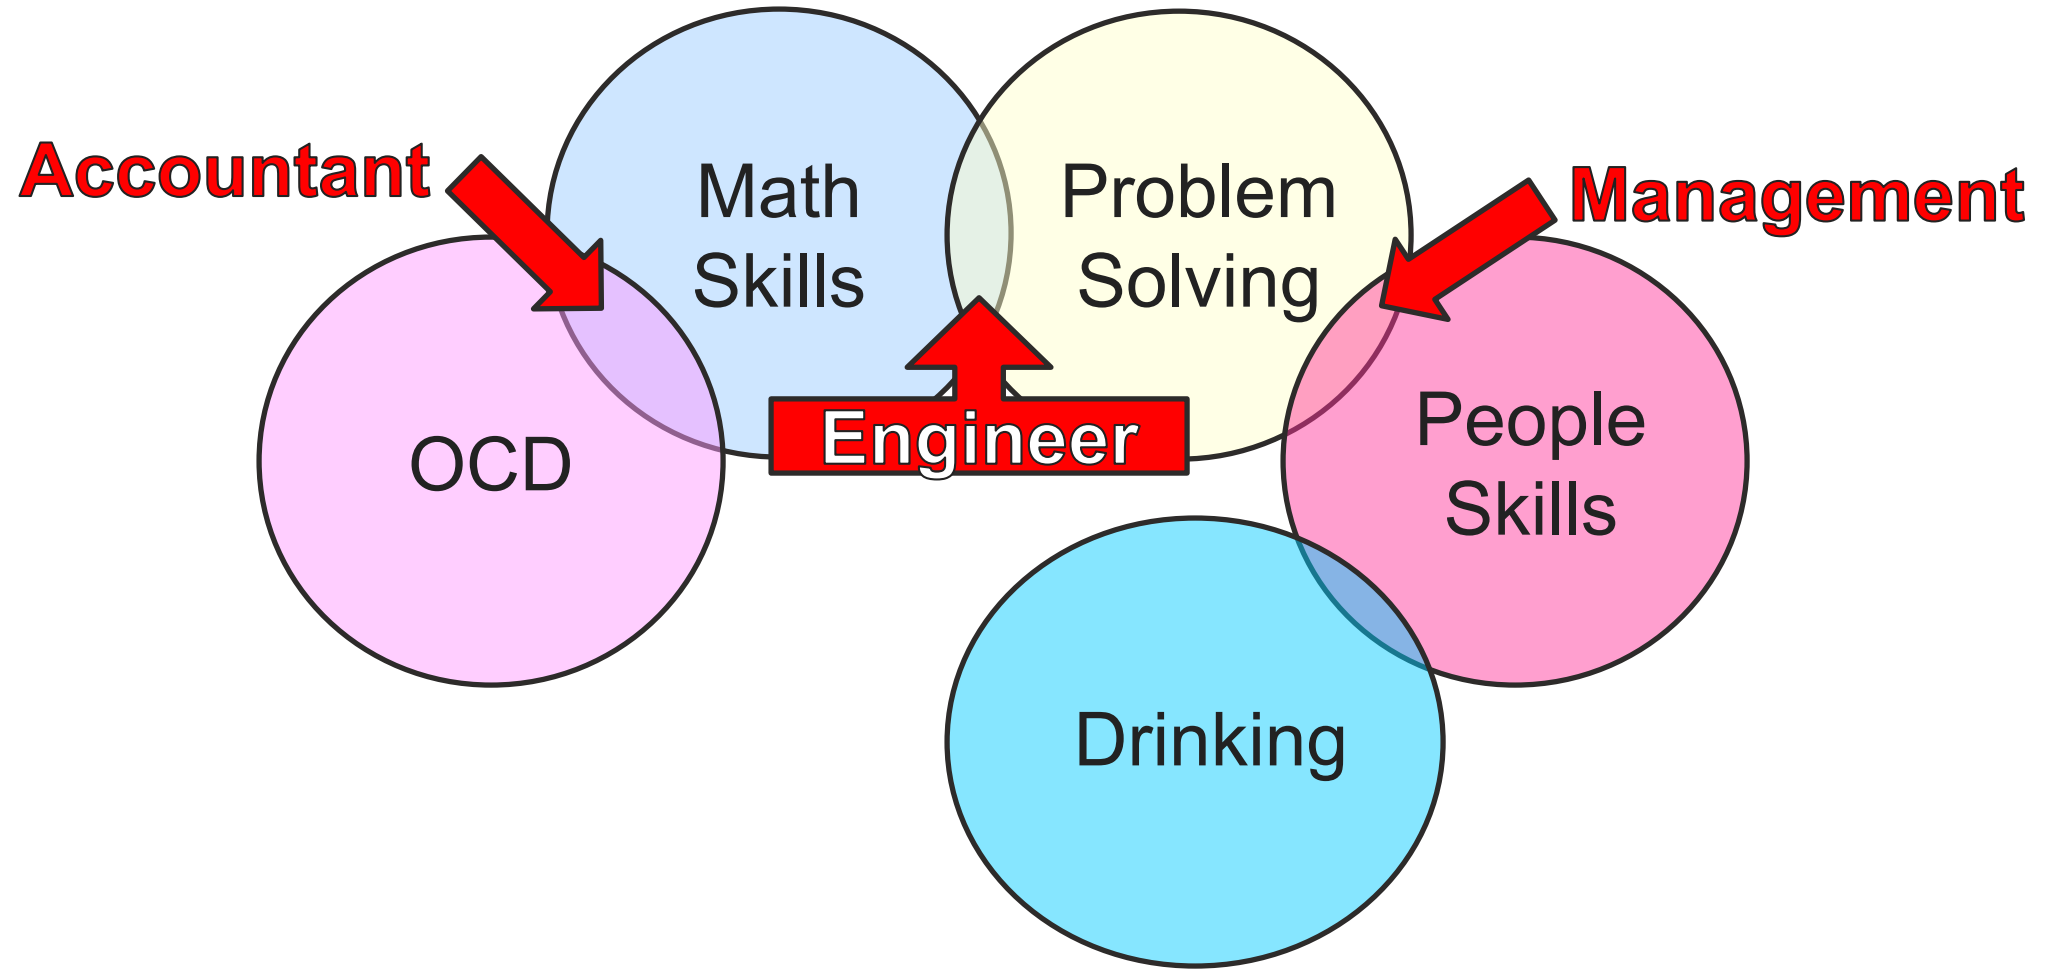 Accountant
Math
Skills
Problem
Solving
Management
OCD
Engineer
People
Skills
Drinking